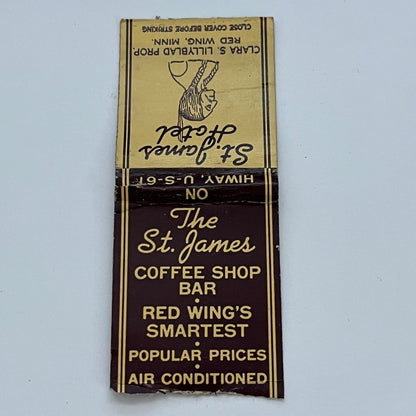 St. James
Hotel
CLARA S. LILLYBLAD PROP.
RED WING, MINN.
CLOSE COVER BEFORE STRIKING
ON
HIWAY, U-S-61
The
St. James
COFFEE SHOP
BAR
RED WING'S
SMARTEST
POPULAR PRICES
AIR CONDITIONED